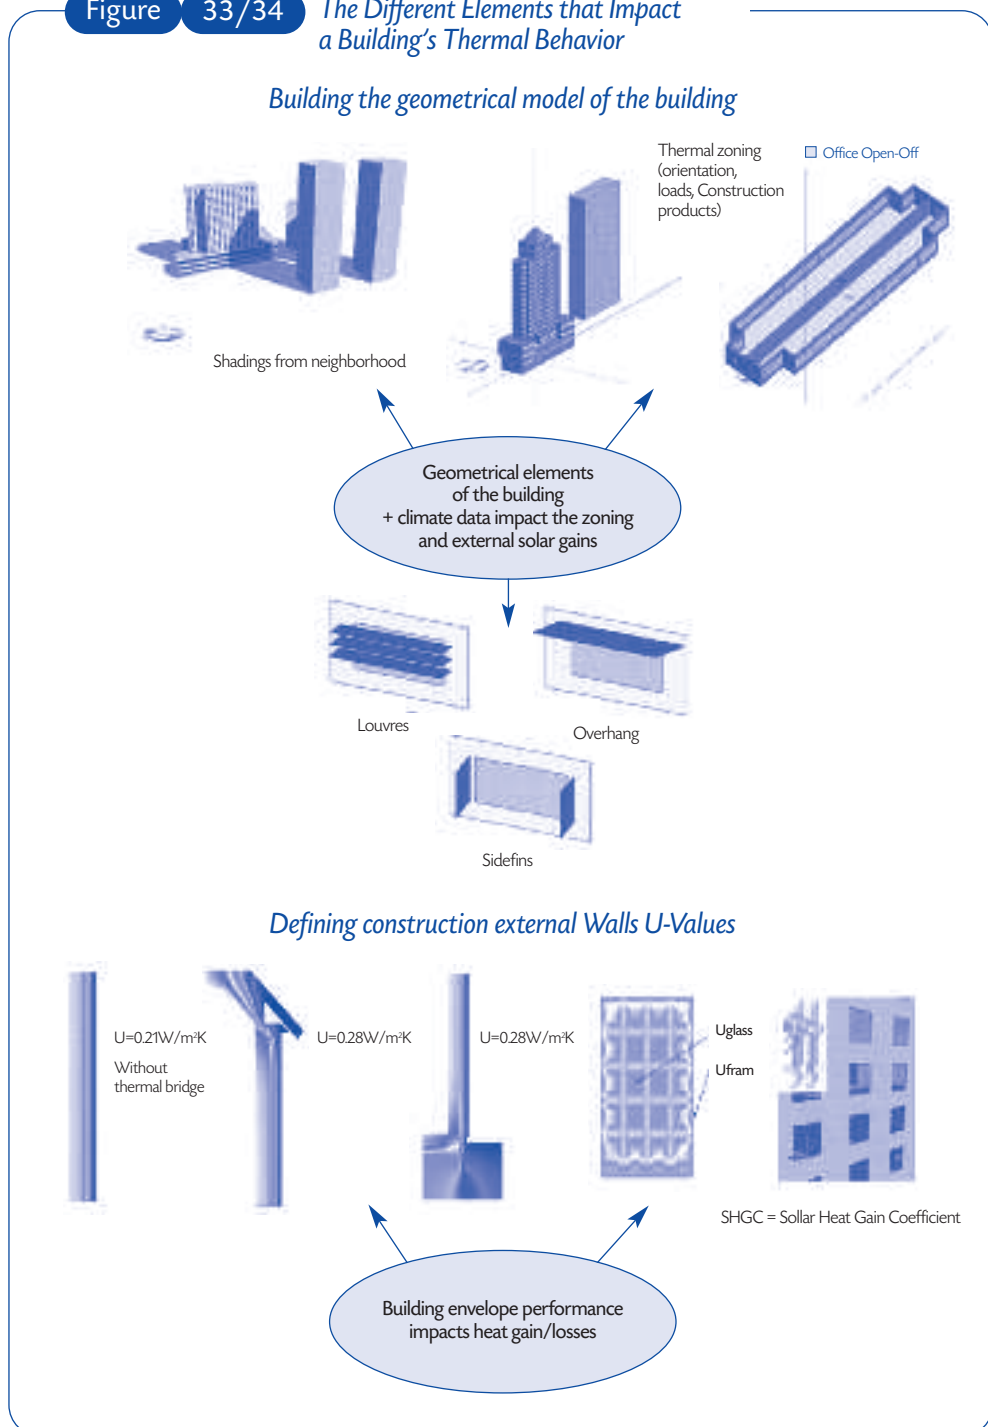 Figure 33/34
The Different Elements that Impact
a Building's Thermal Behavior
Building the geometrical model of the building
Thermal zoning
(orientation,
loads, Construction
products)
Office Open-Off
Shadings from neighborhood
Geometrical elements
of the building
+ climate data impact the zoning
and external solar gains
Louvres
Overhang
Sidefins
Defining construction external Walls U-Values
U=0.21W/m²K
Without
thermal bridge
U=0.28W/m²K
U=0.28W/m²K
Uglass
Ufram
SHGC = Sollar Heat Gain Coefficient
Building envelope performance
impacts heat gain/losses